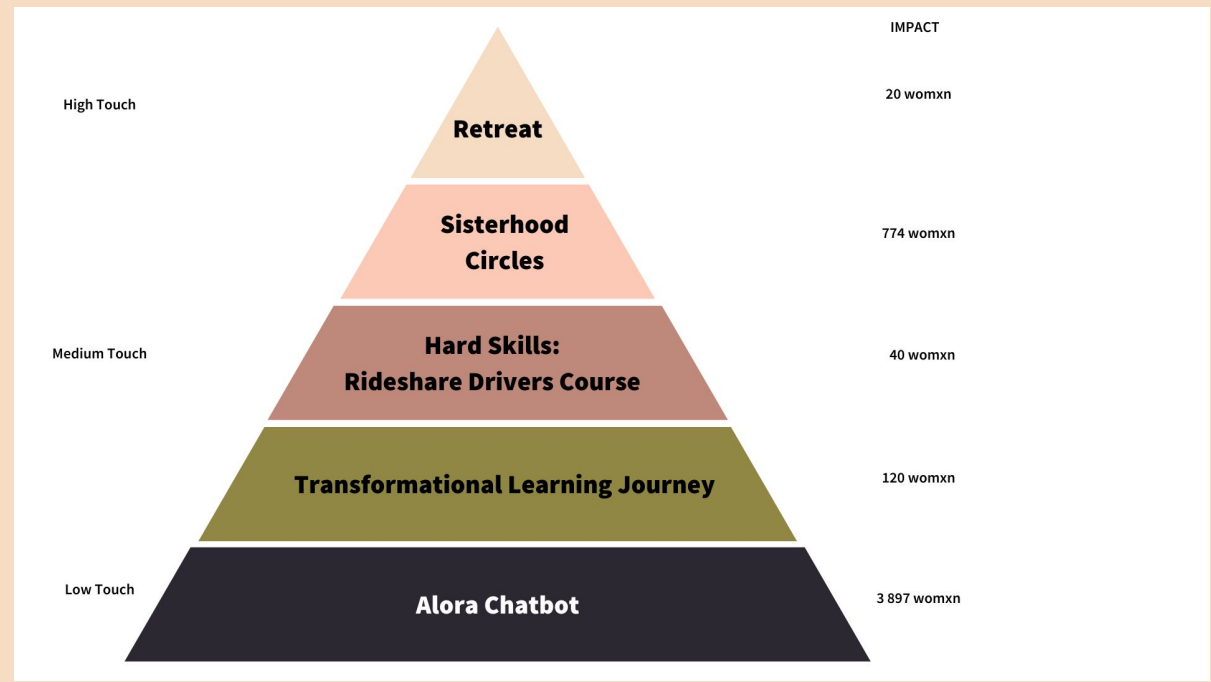 IMPACT
High Touch
20 womxn
Retreat
Sisterhood
Circles
774 womxn
Hard Skills:
Rideshare Drivers Course
Medium Touch
40 womxn
Transformational Learning Journey
120 womxn
Low Touch
Alora Chatbot
3 897 womxn